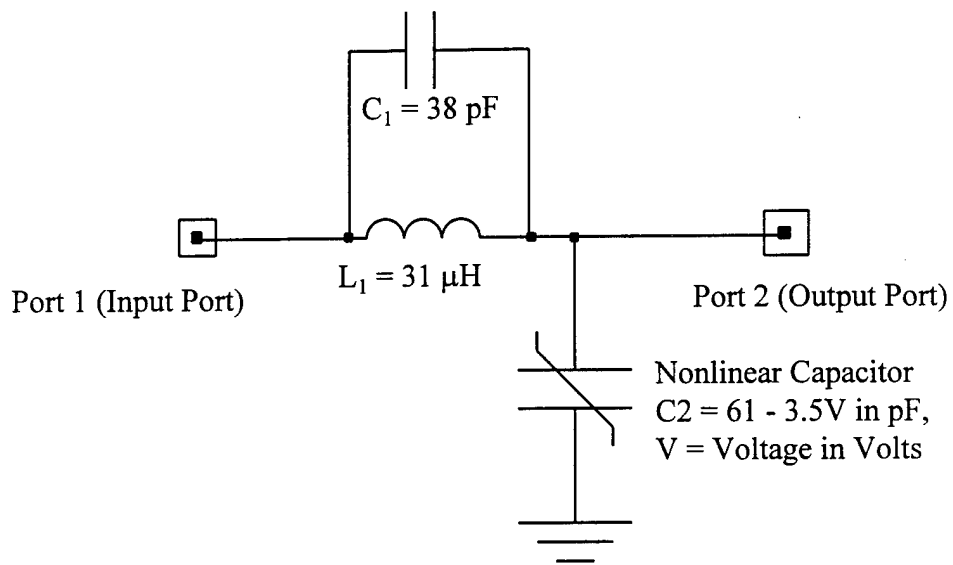 C₁ = 38 pF
L₁ = 31 μH
Port 1 (Input Port)
Port 2 (Output Port)
Nonlinear Capacitor
C2 = 61 - 3.5V in pF,
V = Voltage in Volts